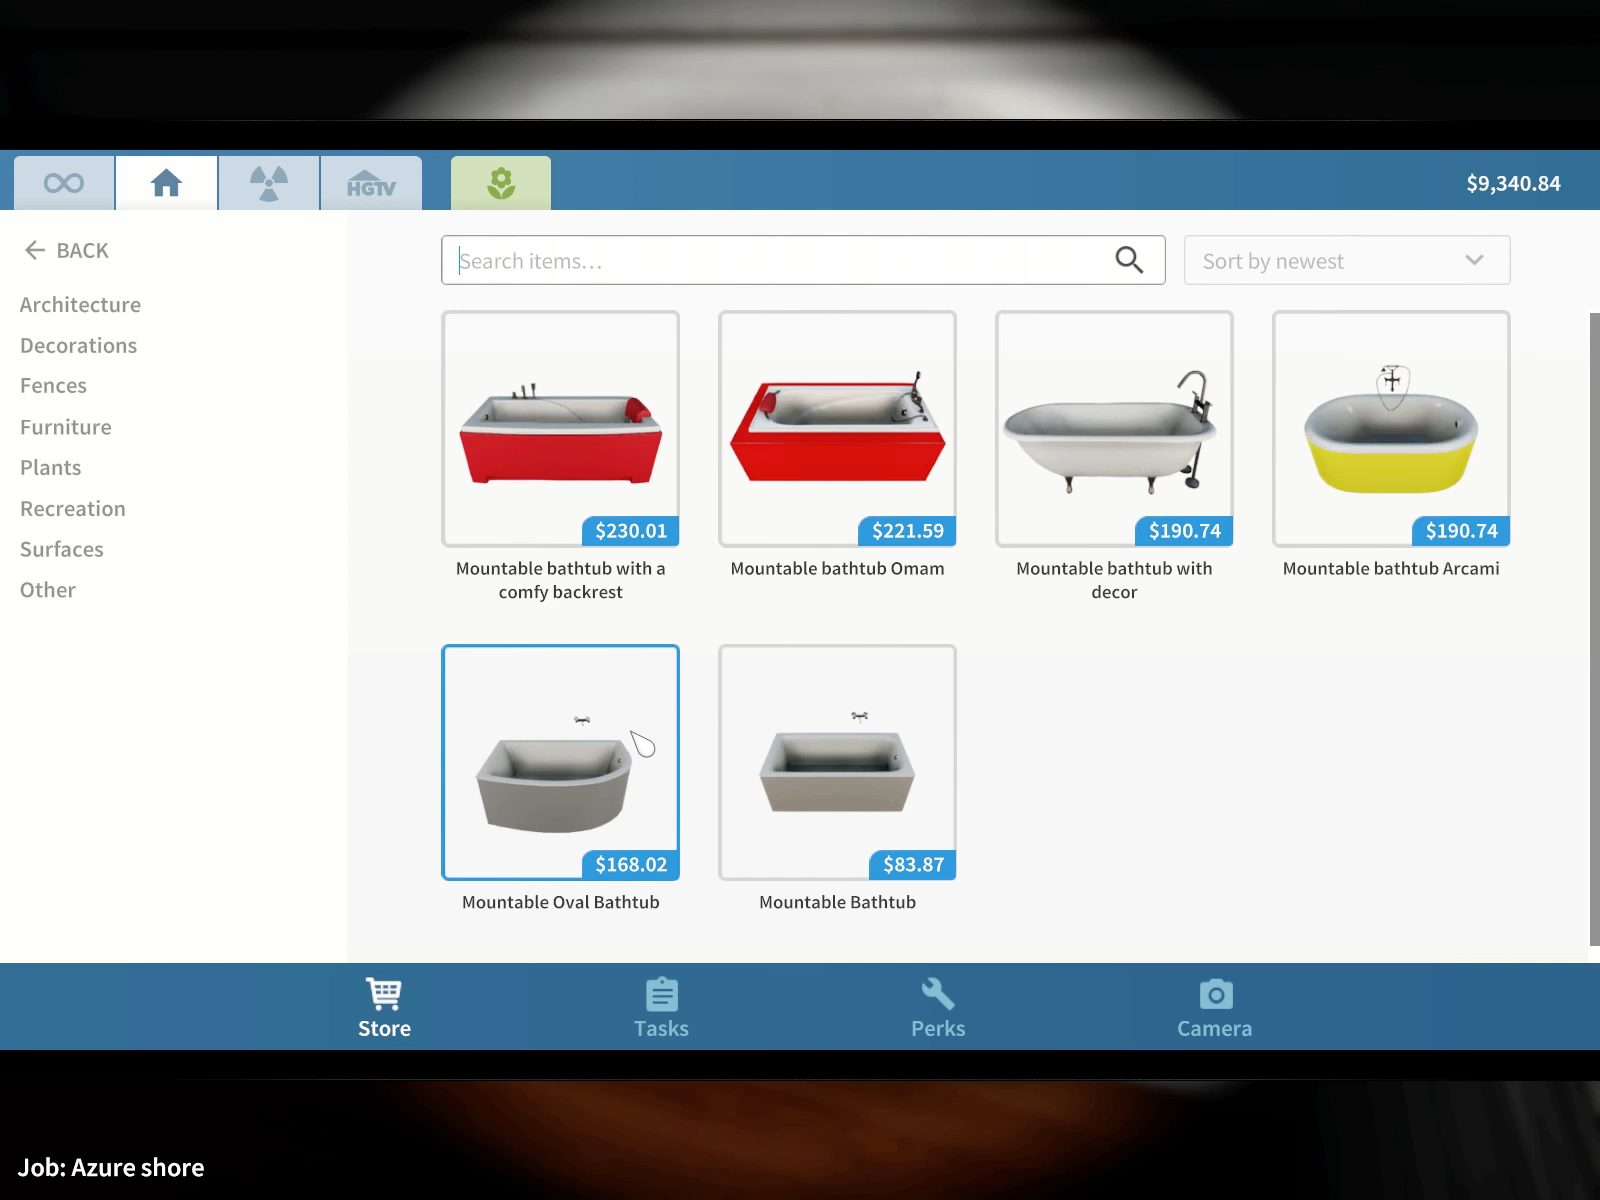 HGTV
$9,340.84
BACK
Search items...
Sort by newest
Architecture
Decorations
Fences
Furniture
Plants
Recreation
Surfaces
Other
$230.01
$221.59
$190.74
$190.74
Mountable bathtub with a
comfy backrest
Mountable bathtub Omam
Mountable bathtub with
decor
Mountable bathtub Arcami
$168.02
$83.87
Mountable Oval Bathtub
Mountable Bathtub
Store
Tasks
Perks
Camera
Job: Azure shore